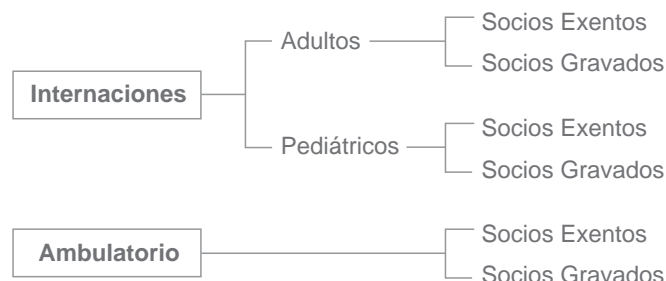 Socios Exentos
Adultos
Socios Gravados
Internaciones
Socios Exentos
Pediátricos
Socios Gravados
Socios Exentos
Ambulatorio
Socios Gravados